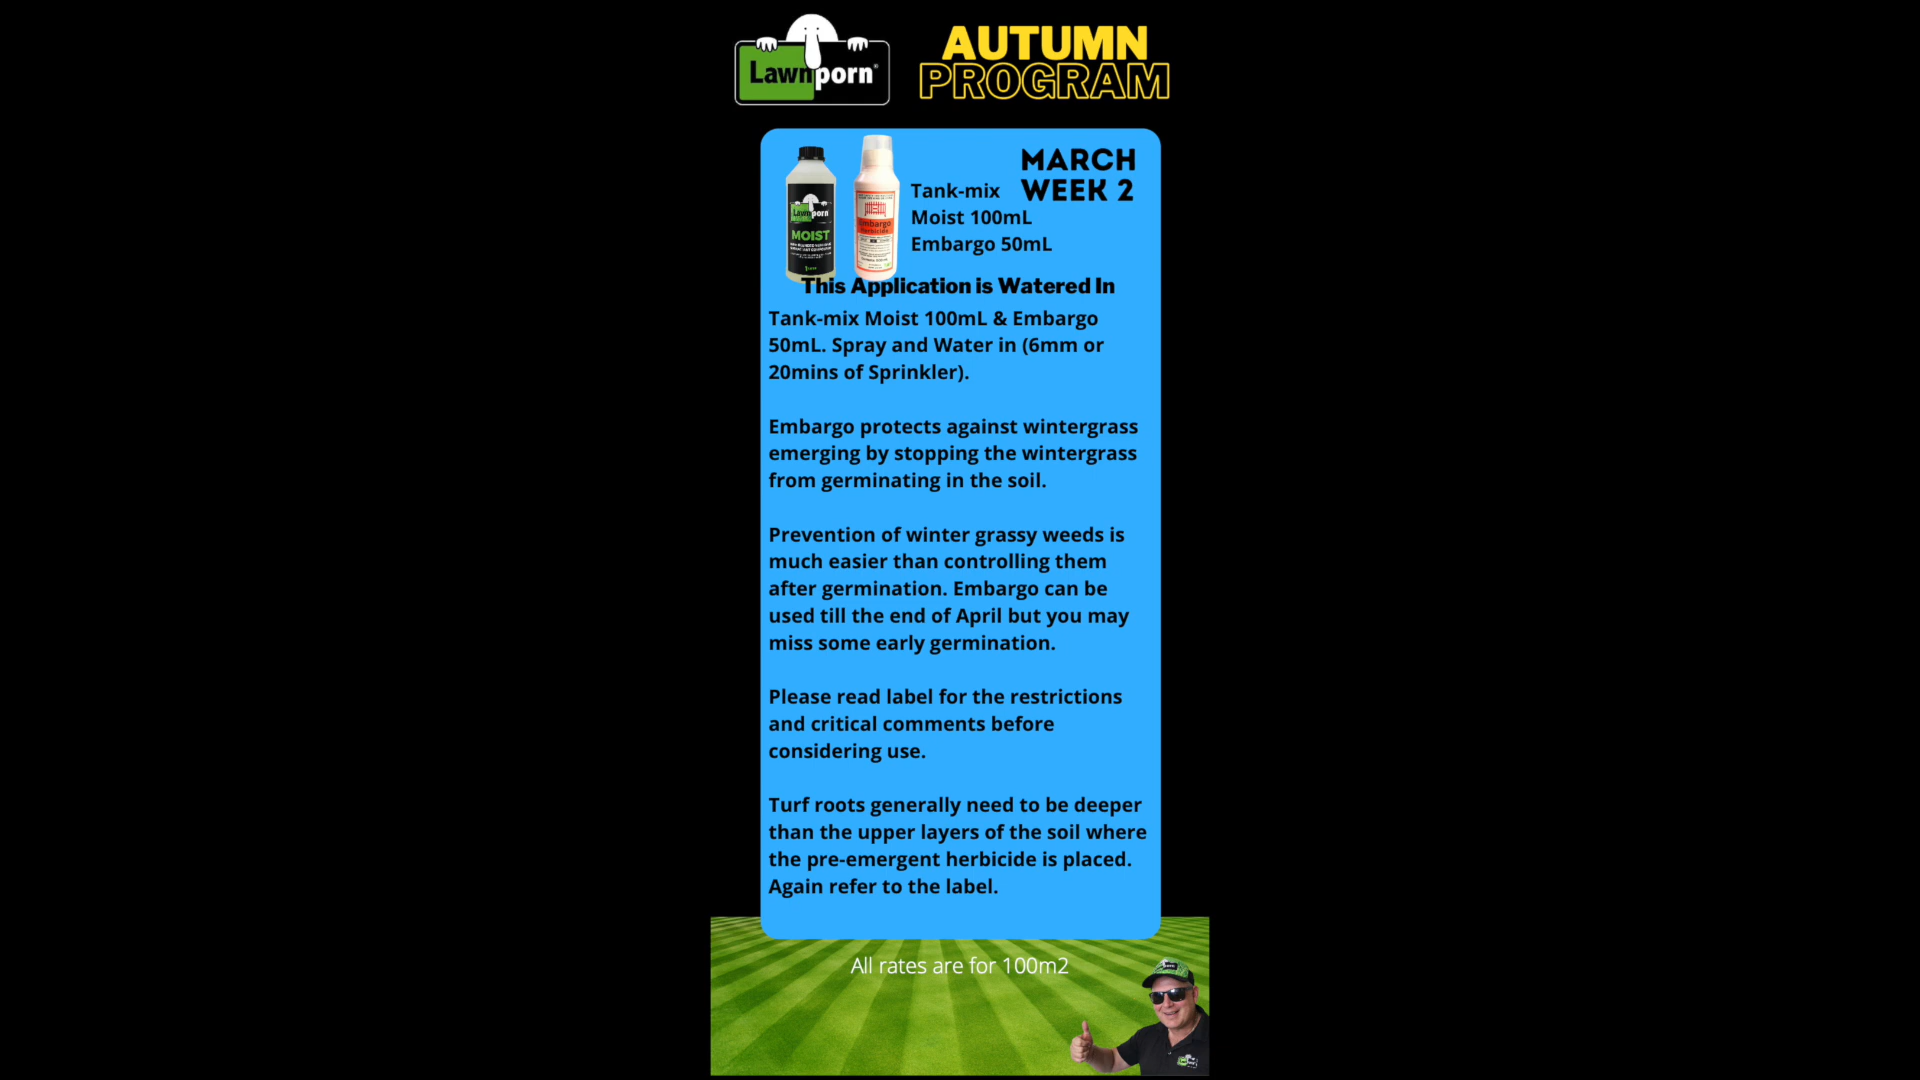 Lawnporn®
AUTUMN
PROGRAM
MARCH
WEEK 2
Tank-mix
Moist 100mL
Embargo 50mL
Lawnporn
MOIST
Embargo
Herbicide
This Application is Watered In
Tank-mix Moist 100mL & Embargo
50mL. Spray and Water in (6mm or
20mins of Sprinkler).
Embargo protects against wintergrass
emerging by stopping the wintergrass
from germinating in the soil.
Prevention of winter grassy weeds is
much easier than controlling them
after germination. Embargo can be
used till the end of April but you may
miss some early germination.
Please read label for the restrictions
and critical comments before
considering use.
Turf roots generally need to be deeper
than the upper layers of the soil where
the pre-emergent herbicide is placed.
Again refer to the label.
All rates are for 100m2